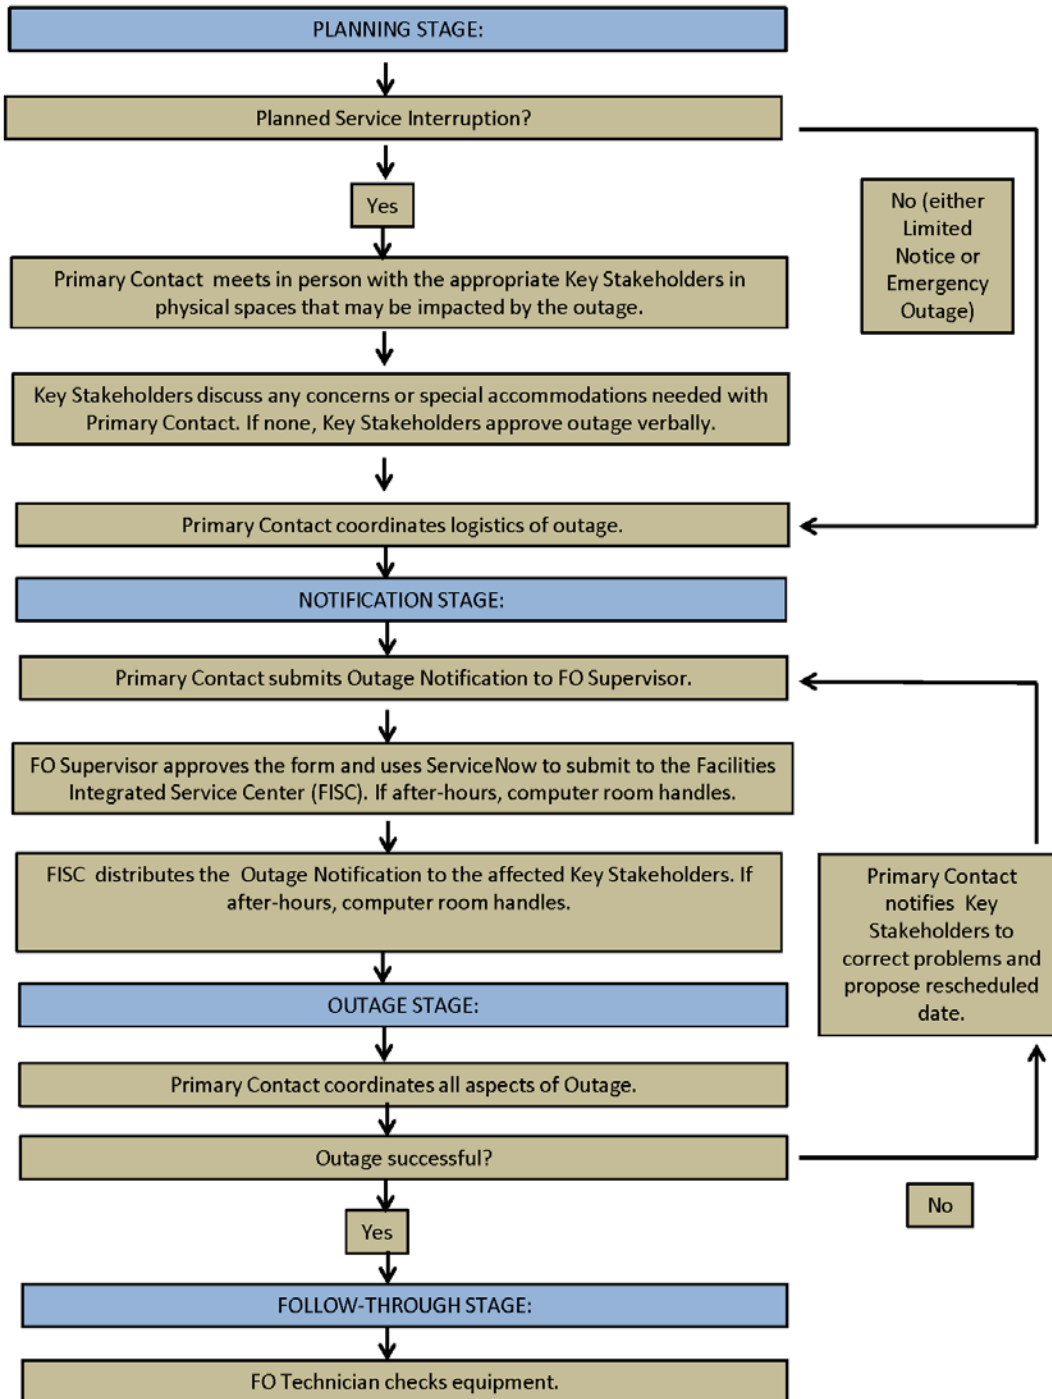 PLANNING STAGE:
Planned Service Interruption?
Yes
No (either
Limited
Notice or
Emergency
Outage)
Primary Contact meets in person with the appropriate Key Stakeholders in
physical spaces that may be impacted by the outage.
Key Stakeholders discuss any concerns or special accommodations needed with
Primary Contact. If none, Key Stakeholders approve outage verbally.
Primary Contact coordinates logistics of outage.
NOTIFICATION STAGE:
Primary Contact submits Outage Notification to FO Supervisor.
FO Supervisor approves the form and uses ServiceNow to submit to the Facilities
Integrated Service Center (FISC). If after-hours, computer room handles.
FISC distributes the Outage Notification to the affected Key Stakeholders. If
after-hours, computer room handles.
Primary Contact
notifies Key
Stakeholders to
correct problems and
propose rescheduled
date.
OUTAGE STAGE:
Primary Contact coordinates all aspects of Outage.
Outage successful?
No
Yes
FOLLOW-THROUGH STAGE:
FO Technician checks equipment.